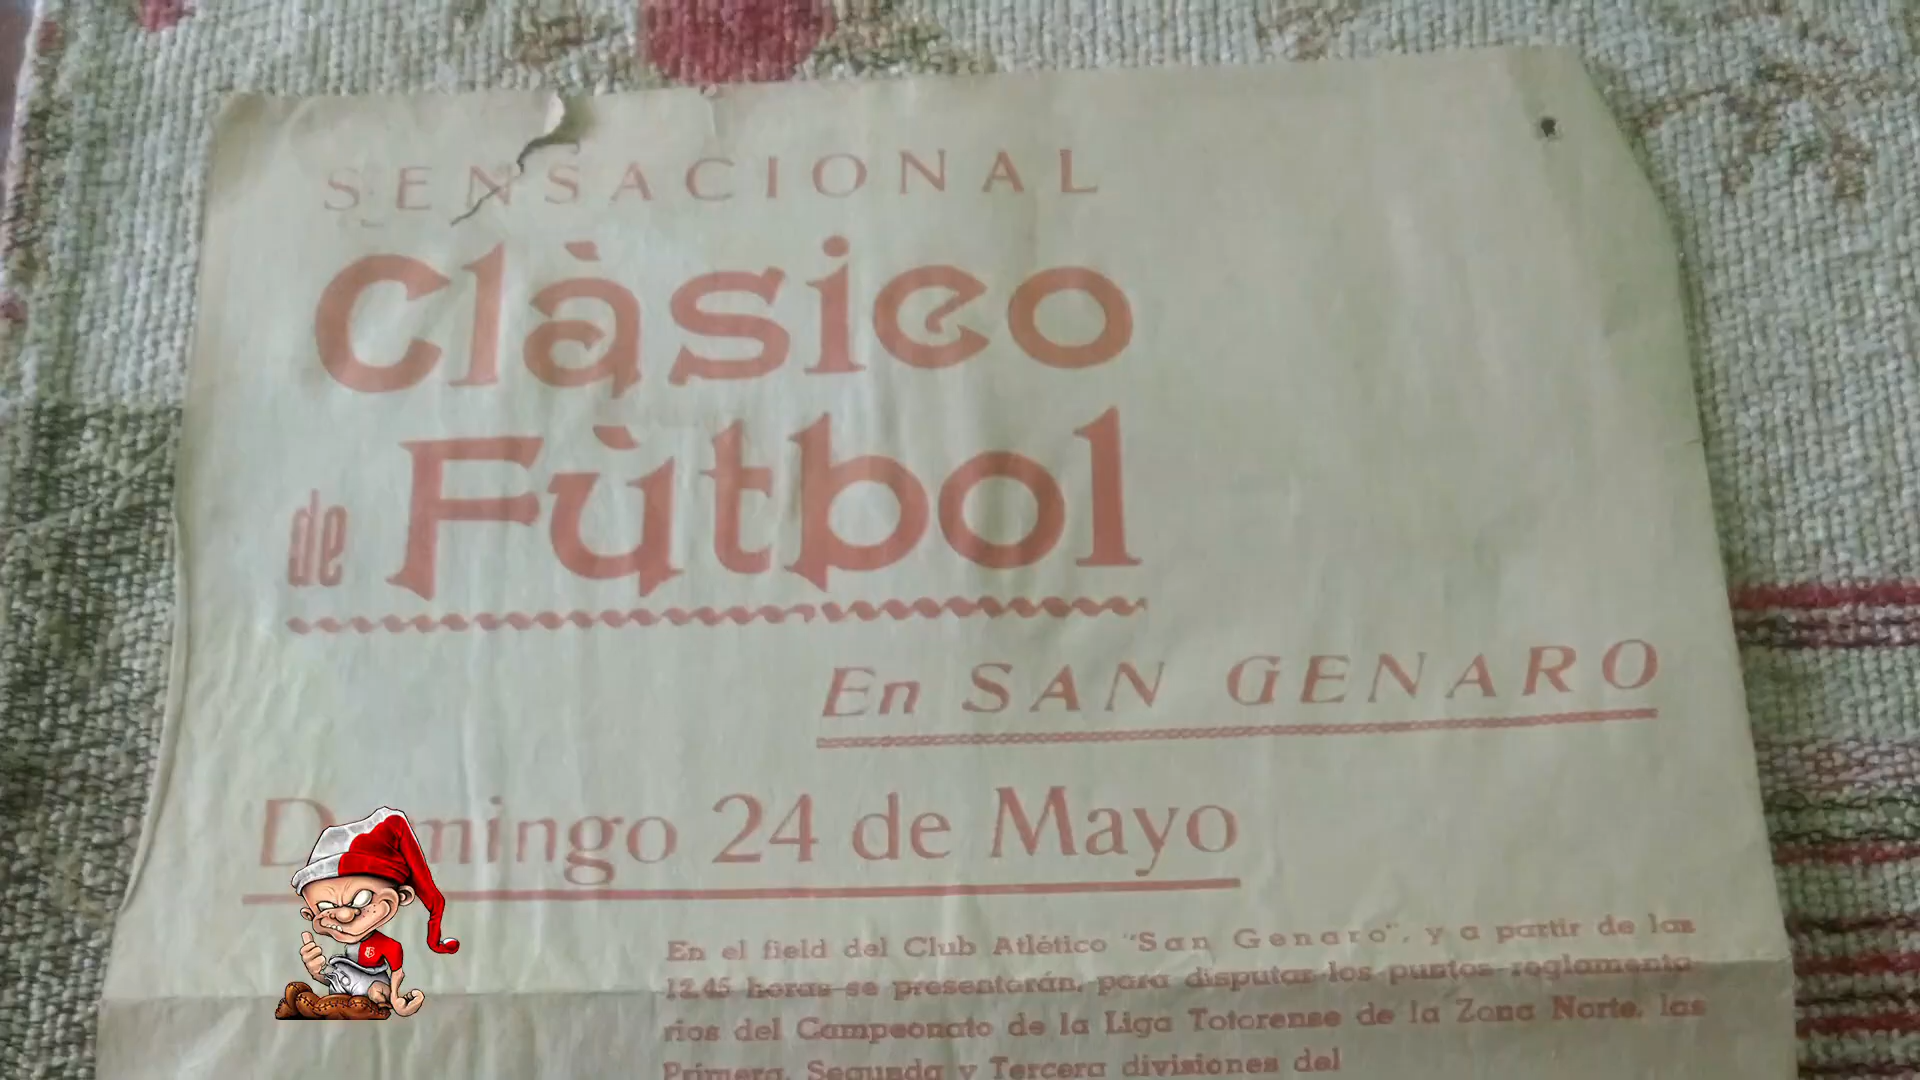 SENSACIONAL
Clàsico
de Fùtbol
En SAN GENARO
Domingo 24 de Mayo
En el field del Club Atlético "San Genaro", y a partir de las
12.45 horas se presentarán, para disputar los puntos reglamenta-
rios del Campeonato de la Liga Totorense de la Zona Norte, las
Primera, Segunda y Tercera divisiones del